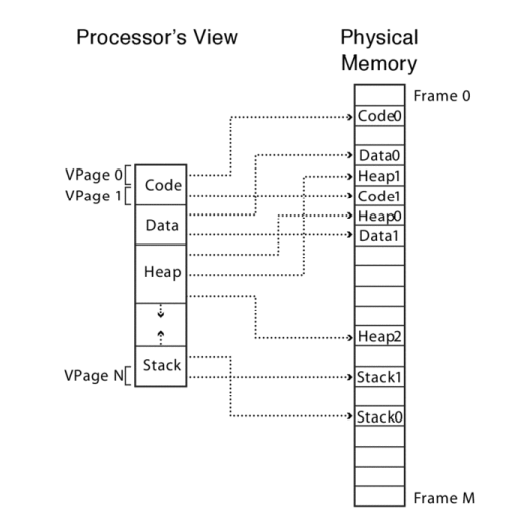 Processor's View
Physical
Memory
Frame 0
Code0
Data0
VPage 0
Code
Heap1
VPage 1
Code1
Heap0
Data
Data1
Heap
Heap2
Stack
VPage N
Stack1
Stack0
Frame M